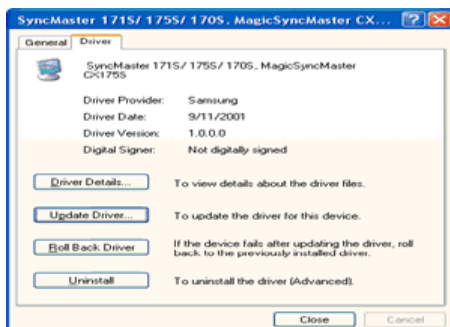 SyncMaster 171S/ 175S/ 170S, MagicSyncMaster CX...
General Driver
SyncMaster 171S/ 175S/ 170S, MagicSyncMaster
CX175S
Driver Provider: Samsung
Driver Date: 9/11/2001
Driver Version: 1.0.0.0
Digital Signer: Not digitally signed
Driver Details... To view details about the driver files.
Update Driver... To update the driver for this device.
Roll Back Driver If the device fails after updating the driver, roll
back to the previously installed driver.
Uninstall To uninstall the driver (Advanced).
Close Cancel